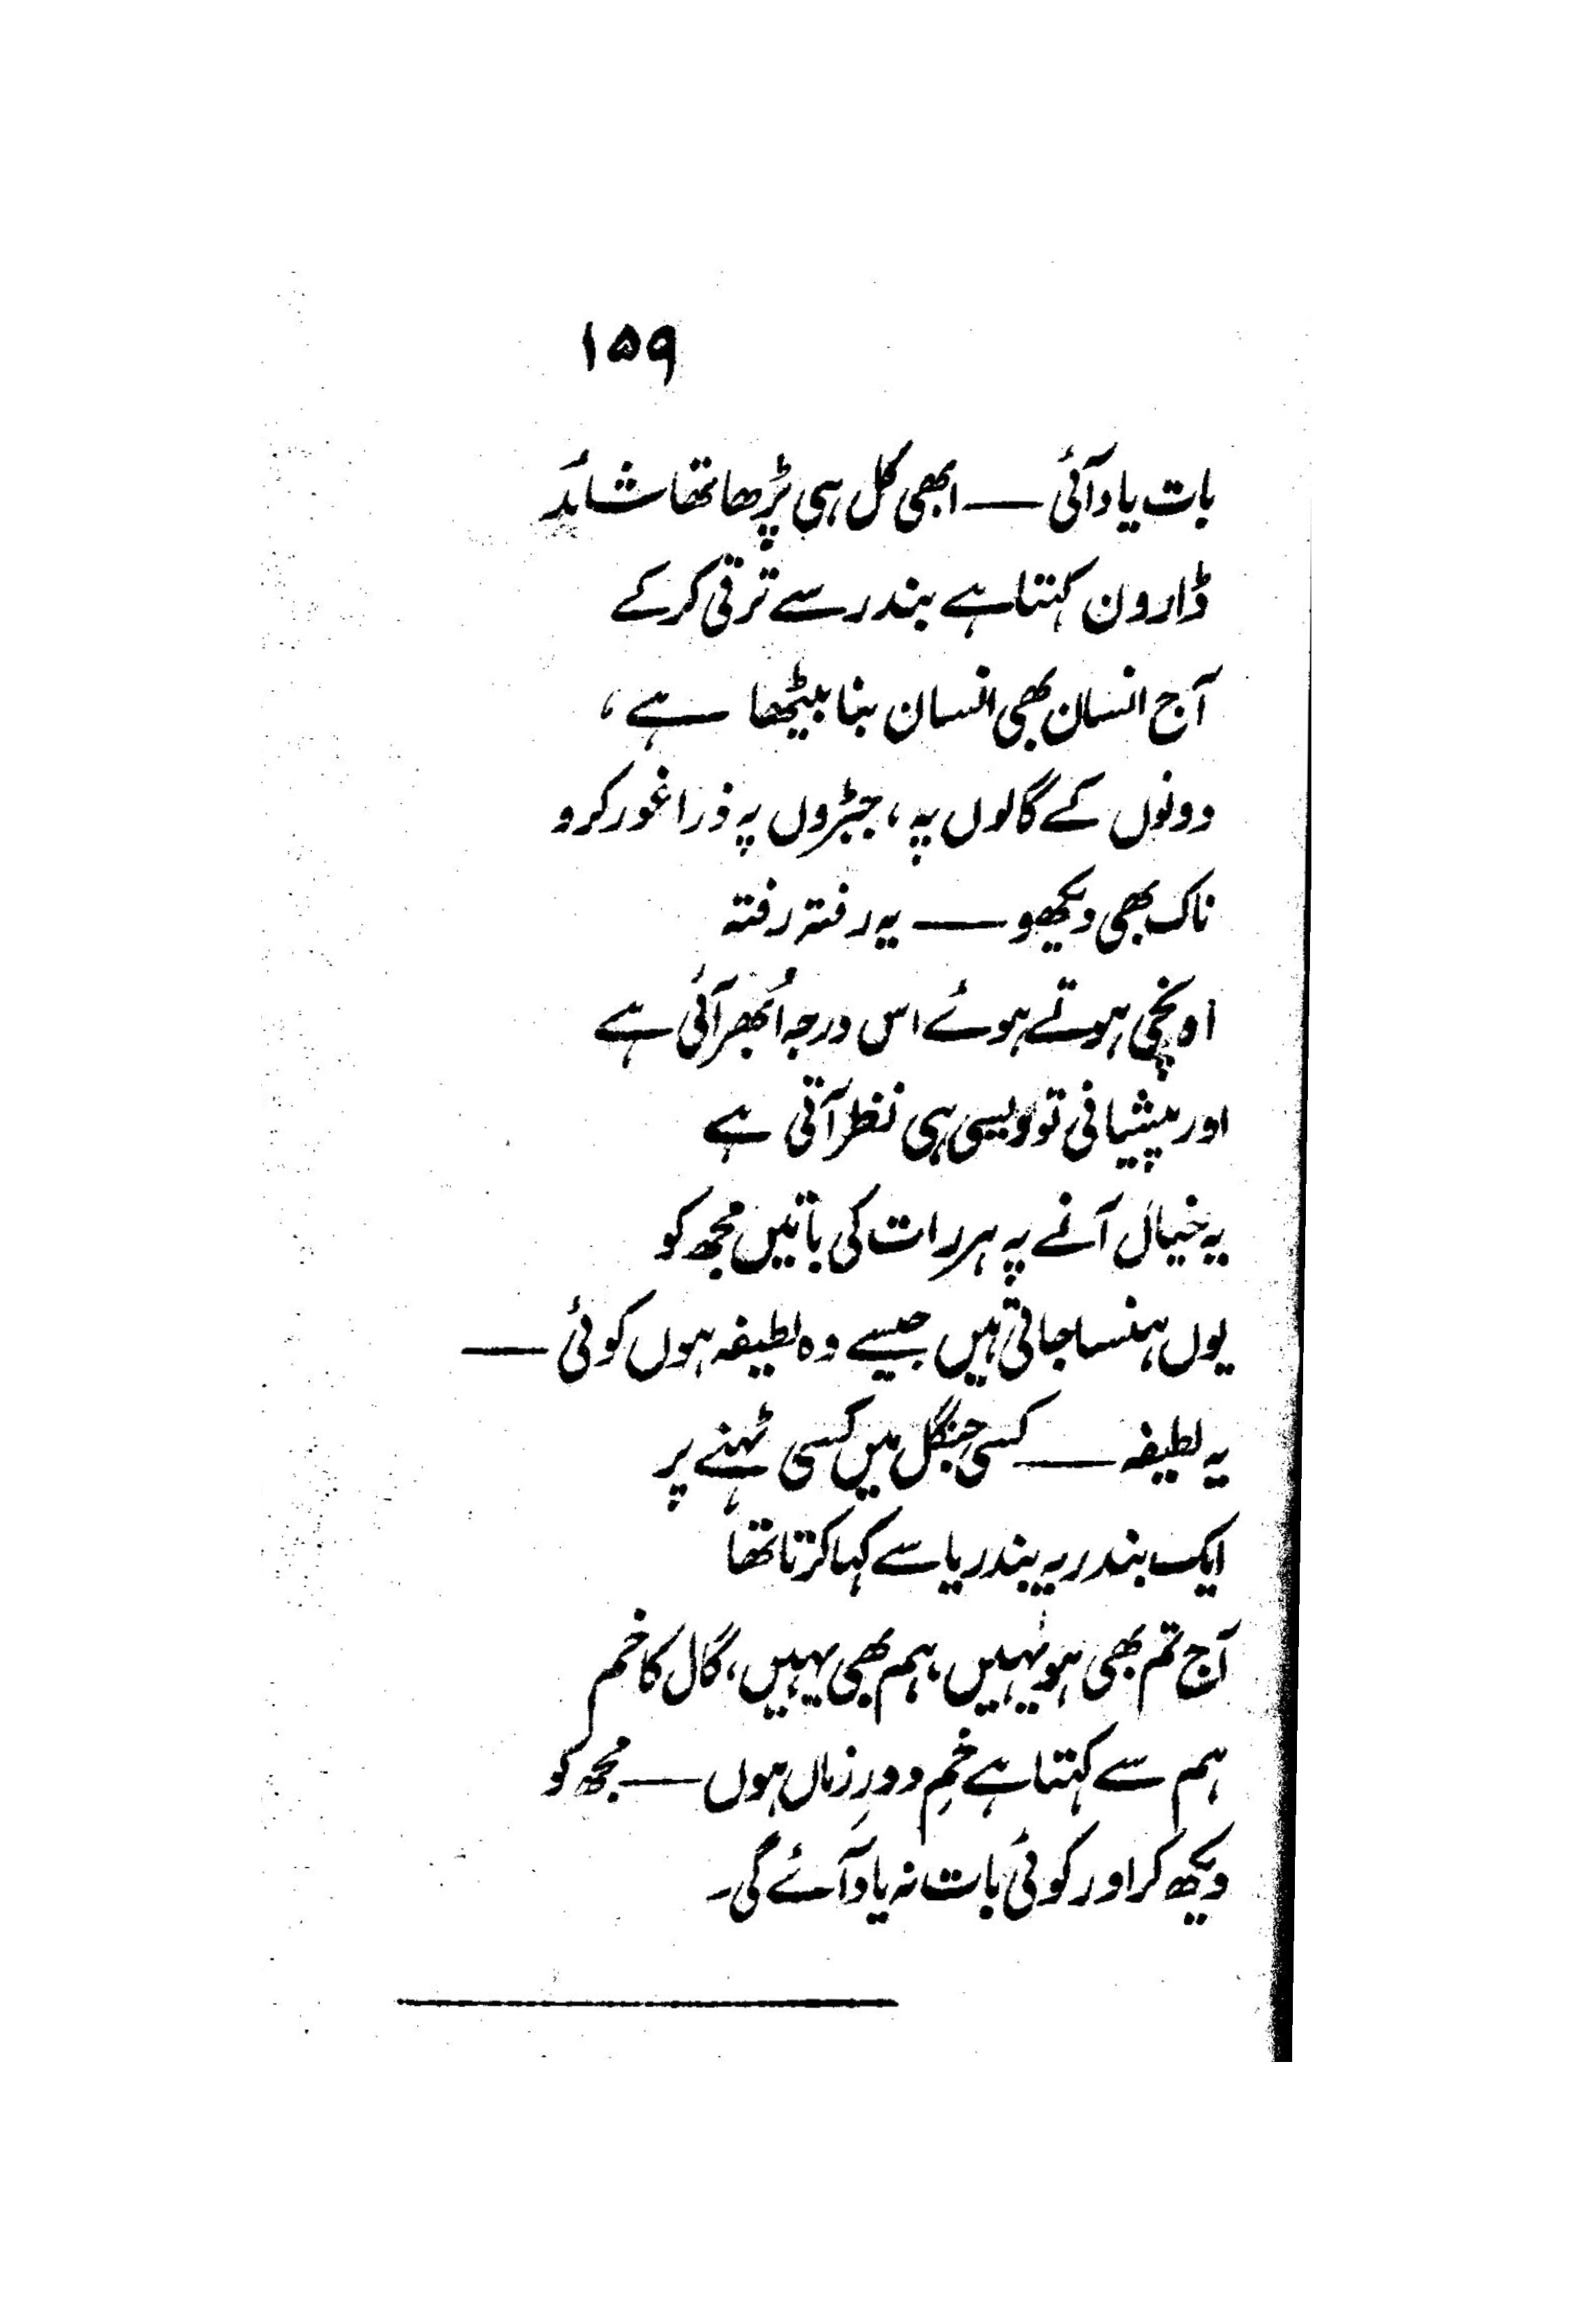 ۱۵۹
بات یاد آئی — ابھی کل ہی پڑھا تھا شائد
ڈارون کہتا ہے بندر سے ترقی کر کے
آج انسان بھی انسان بنا بیٹھا ہے ،
دونوں کے گالوں پہ ، جبڑوں پہ ذرا غور کرو
ناک بھی دیکھو — یہ رفتہ رفتہ
اونچی ہوتے ہوئے اس درجہ اُبھر آئی ہے
اور پیشانی تو ویسی ہی نظر آتی ہے
یہ خیال آنے پہ ہر رات کی باتیں مجھ کو
یوں ہنسا جاتی ہیں جیسے وہ لطیفہ ہوں کوئی —
یہ لطیفہ — کسی جنگل میں کسی ٹہنے پر
ایک بندر یہ بندریا سے کہا کرتا تھا
آج تم بھی ہو یہیں ، ہم بھی یہیں ، گال کا خم
ہم سے کہتا ہے خمِ دورِ زماں ہوں — مجھ کو
دیکھ کر اور کوئی بات نہ یاد آئے گی۔